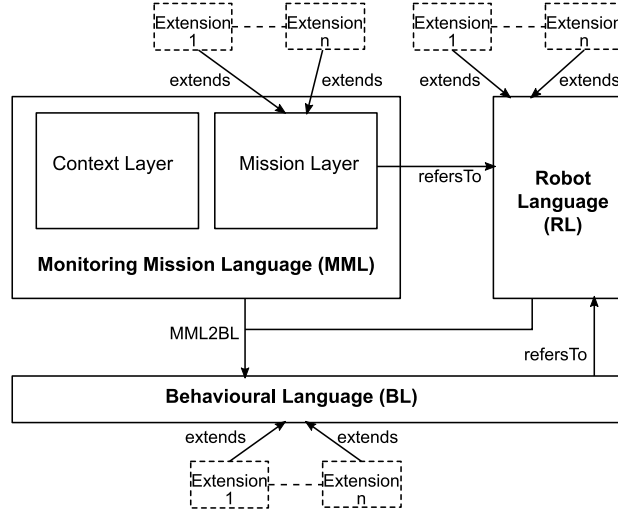 Extension
1
Extension
n
Extension
1
Extension
n
extends
extends
extends
extends
Context Layer
Mission Layer
refersTo
Robot
Language
(RL)
Monitoring Mission Language (MML)
MML2BL
refersTo
Behavioural Language (BL)
extends
extends
Extension
1
Extension
n